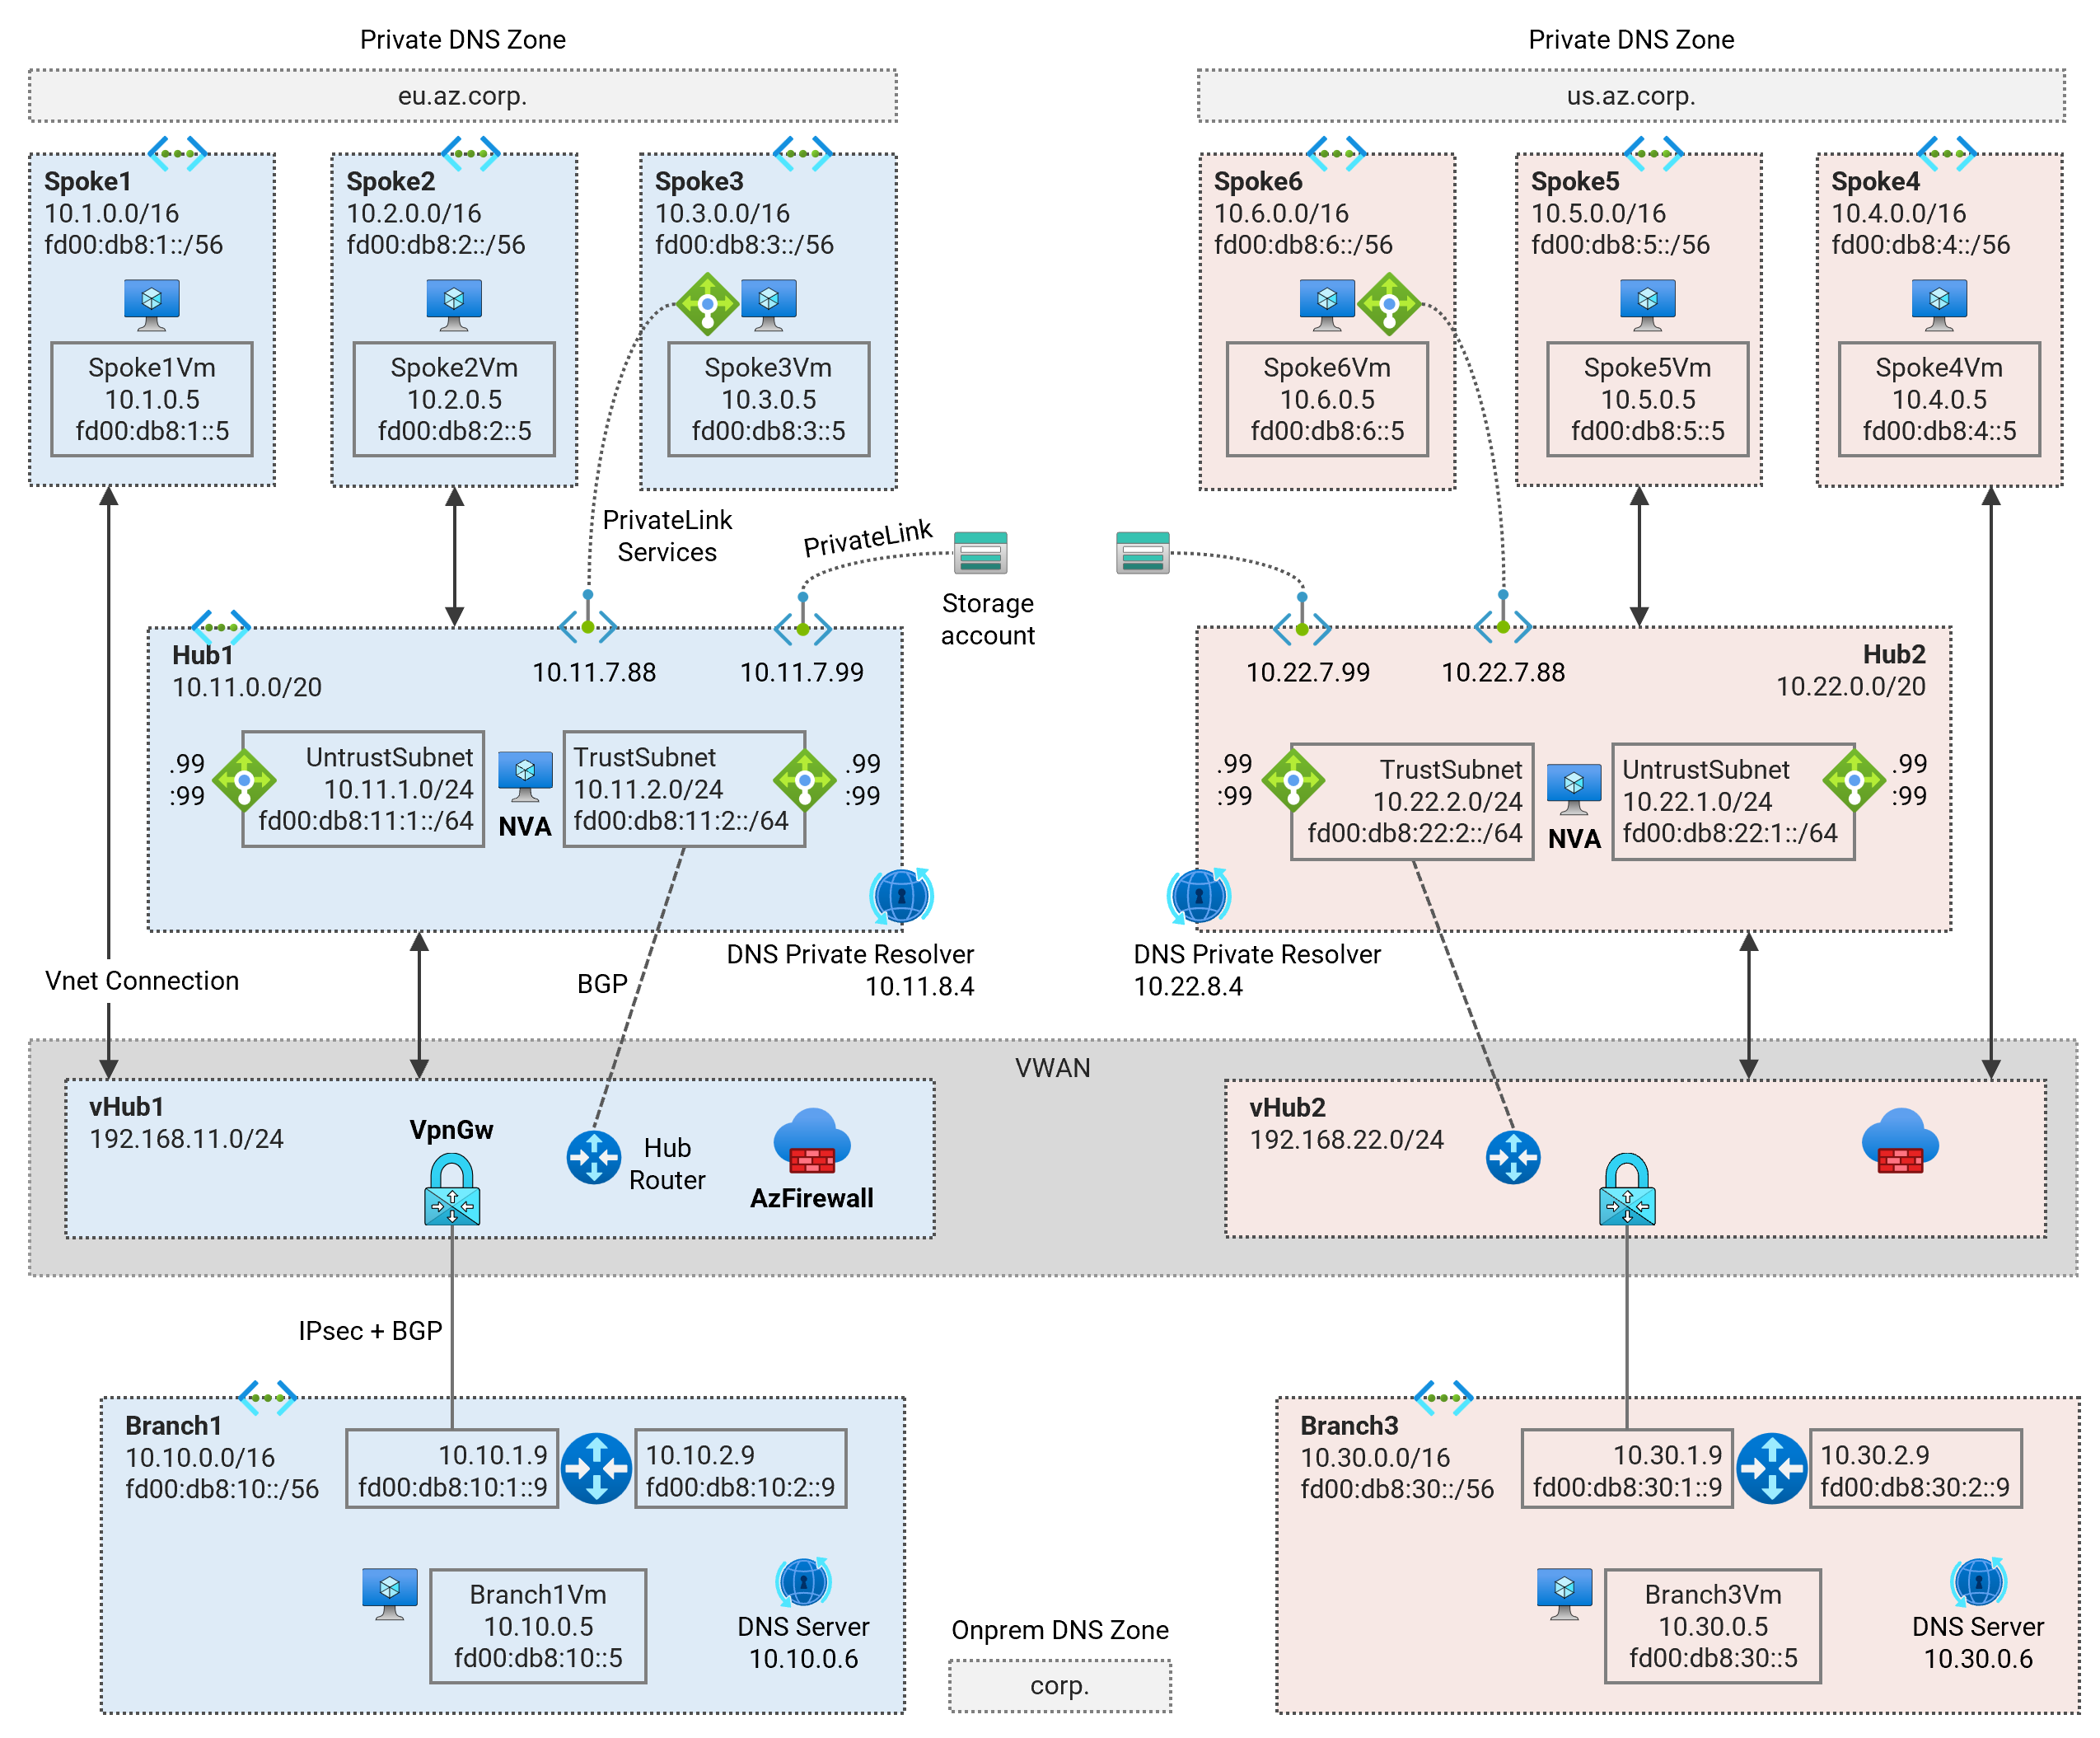 Private DNS Zone
eu.az.corp.
Private DNS Zone
us.az.corp.
Spoke1
10.1.0.0/16
fd00:db8:1::/56
Spoke1Vm
10.1.0.5
fd00:db8:1::5
Spoke2
10.2.0.0/16
fd00:db8:2::/56
Spoke2Vm
10.2.0.5
fd00:db8:2::5
Spoke3
10.3.0.0/16
fd00:db8:3::/56
Spoke3Vm
10.3.0.5
fd00:db8:3::5
Spoke6
10.6.0.0/16
fd00:db8:6::/56
Spoke6Vm
10.6.0.5
fd00:db8:6::5
Spoke5
10.5.0.0/16
fd00:db8:5::/56
Spoke5Vm
10.5.0.5
fd00:db8:5::5
Spoke4
10.4.0.0/16
fd00:db8:4::/56
Spoke4Vm
10.4.0.5
fd00:db8:4::5
PrivateLink
Services
PrivateLink
Storage
account
Hub1
10.11.0.0/20
10.11.7.88
10.11.7.99
.99
:99
UntrustSubnet
10.11.1.0/24
fd00:db8:11:1::/64
NVA
TrustSubnet
10.11.2.0/24
fd00:db8:11:2::/64
.99
:99
DNS Private Resolver
10.11.8.4
10.22.7.99
10.22.7.88
Hub2
10.22.0.0/20
.99
:99
TrustSubnet
10.22.2.0/24
fd00:db8:22:2::/64
NVA
UntrustSubnet
10.22.1.0/24
fd00:db8:22:1::/64
.99
:99
DNS Private Resolver
10.22.8.4
Vnet Connection
BGP
VWAN
vHub1
192.168.11.0/24
VpnGw
Hub
Router
AzFirewall
vHub2
192.168.22.0/24
IPsec + BGP
Branch1
10.10.0.0/16
fd00:db8:10::/56
10.10.1.9
fd00:db8:10:1::9
10.10.2.9
fd00:db8:10:2::9
Branch1Vm
10.10.0.5
fd00:db8:10::5
DNS Server
10.10.0.6
Onprem DNS Zone
corp.
Branch3
10.30.0.0/16
fd00:db8:30::/56
10.30.1.9
fd00:db8:30:1::9
10.30.2.9
fd00:db8:30:2::9
Branch3Vm
10.30.0.5
fd00:db8:30::5
DNS Server
10.30.0.6